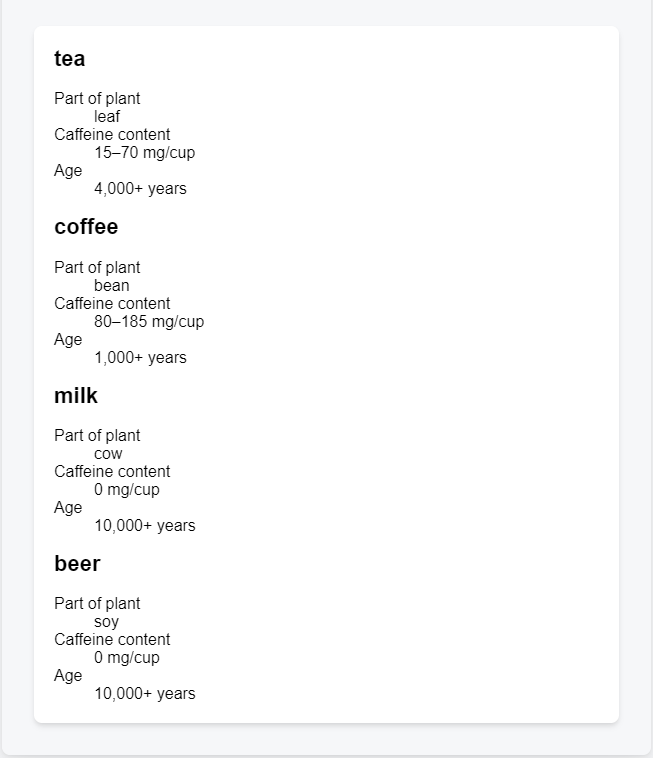 tea
Part of plant
leaf
Caffeine content
15–70 mg/cup
Age
4,000+ years
coffee
Part of plant
bean
Caffeine content
80–185 mg/cup
Age
1,000+ years
milk
Part of plant
cow
Caffeine content
0 mg/cup
Age
10,000+ years
beer
Part of plant
soy
Caffeine content
0 mg/cup
Age
10,000+ years